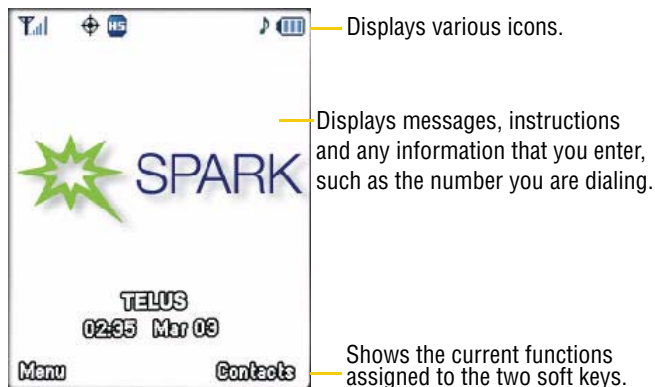 HS
Displays various icons.
Displays messages, instructions
and any information that you enter,
such as the number you are dialing.
SPARK
TELUS
02:35 Mar 03
Menu Contacts
Shows the current functions
assigned to the two soft keys.